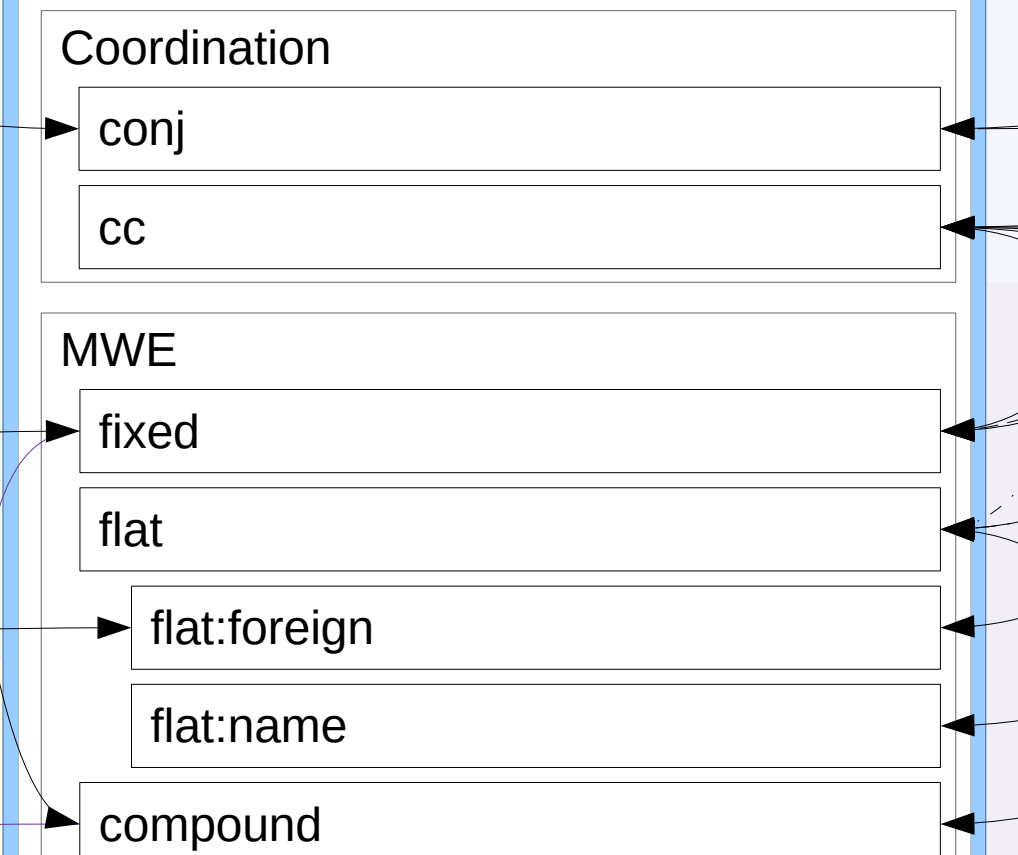 Coordination
conj
cc
MWE
fixed
flat
flat:foreign
flat:name
compound